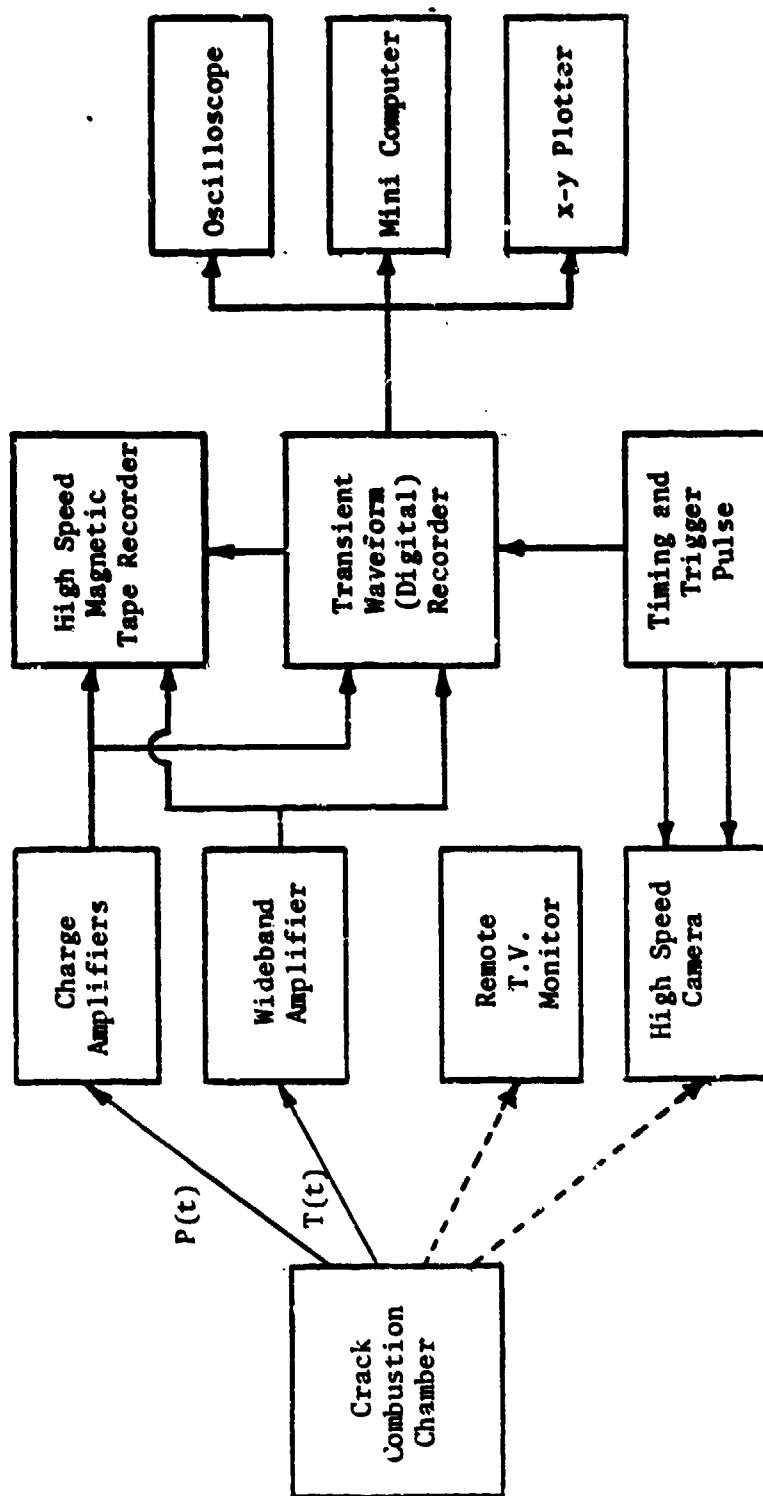 Crack
Combustion
Chamber
P(t)
T(t)
Charge
Amplifiers
Wideband
Amplifier
Remote
T.V.
Monitor
High Speed
Camera
High Speed
Magnetic
Tape Recorder
Transient
Waveform
(Digital)
Recorder
Timing and
Trigger
Pulse
Oscilloscope
Mini Computer
x-y Plotter